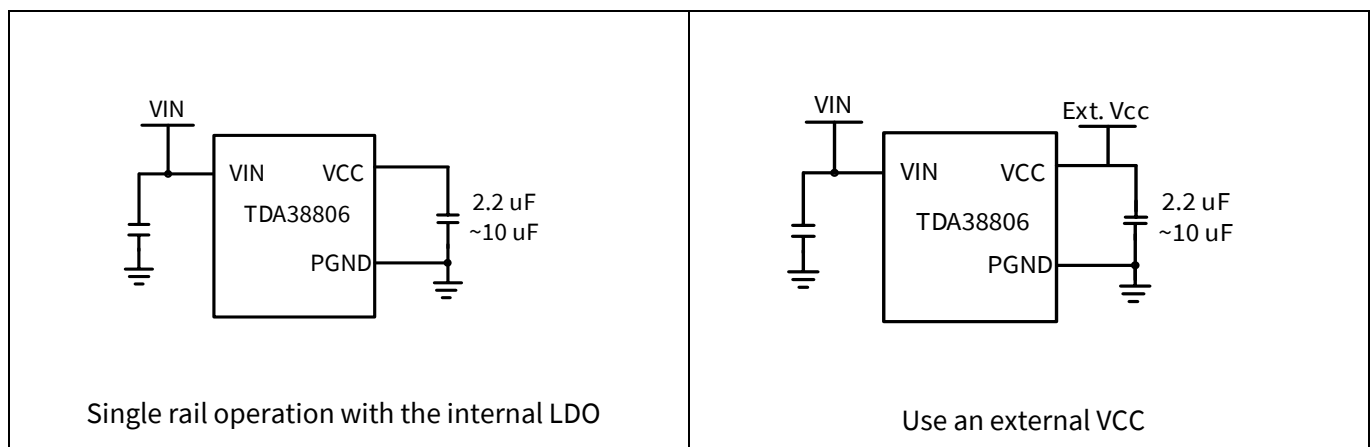 VIN
VIN
VCC
TDA38806
PGND
2.2 uF
~10 uF
Single rail operation with the internal LDO
VIN
Ext. Vcc
VIN
VCC
TDA38806
PGND
2.2 uF
~10 uF
Use an external VCC